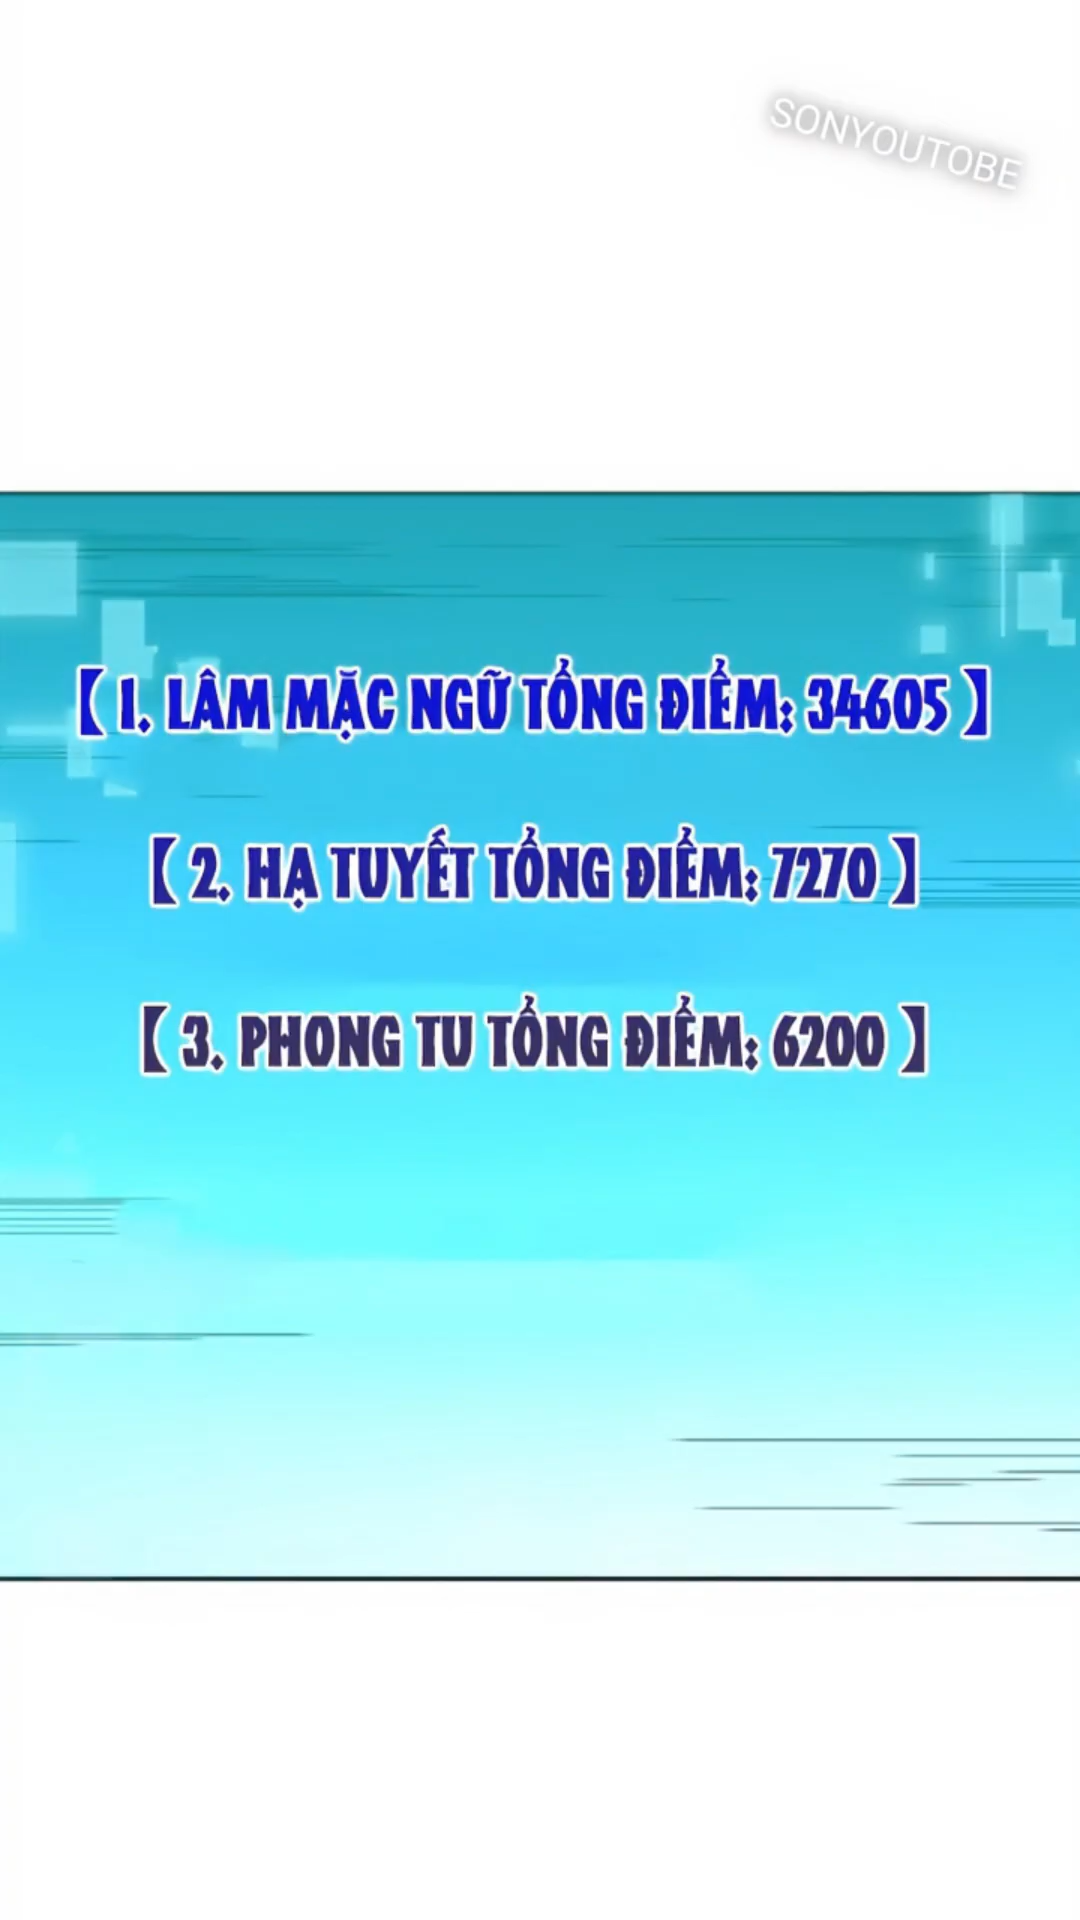 SONYOUTOBE
【 1. LÂM MẶC NGỮ TỔNG ĐIỂM: 34605 】
【 2. HẠ TUYẾT TỔNG ĐIỂM: 7270 】
【 3. PHONG TU TỔNG ĐIỂM: 6200 】